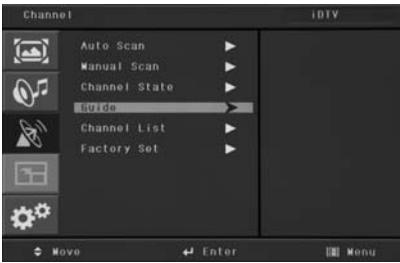 Channel iDTV
Auto Scan
Manual Scan
Channel State
Guide
Channel List
Factory Set
Move Enter Menu